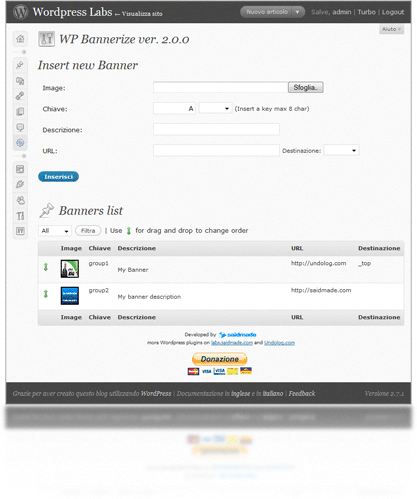 Wordpress Labs ← Visualizza sito
Nuovo articolo
Salve, admin | Turbo | Logout
Aiuto
WP Bannerize ver. 2.0.0
Insert new Banner
Image:
Sfoglia..
Chiave:
A
(Insert a key max 8 char)
Descrizione:
URL:
Destinazione:
Inserisci
Banners list
All
Filtra
| Use for drag and drop to change order
Image Chiave Descrizione URL Destinazione
group1 My Banner http://undolog.com _top
group2 My banner description http://saidmade.com
Image Chiave Descrizione URL Destinazione
Developed by saidmade
more Wordpress plugins on labs.saidmade.com and Undolog.com
Donazione
VISA VISA
Grazie per aver creato questo blog utilizzando WordPress | Documentazione in inglese e in italiano | Feedback
Versione 2.7.1